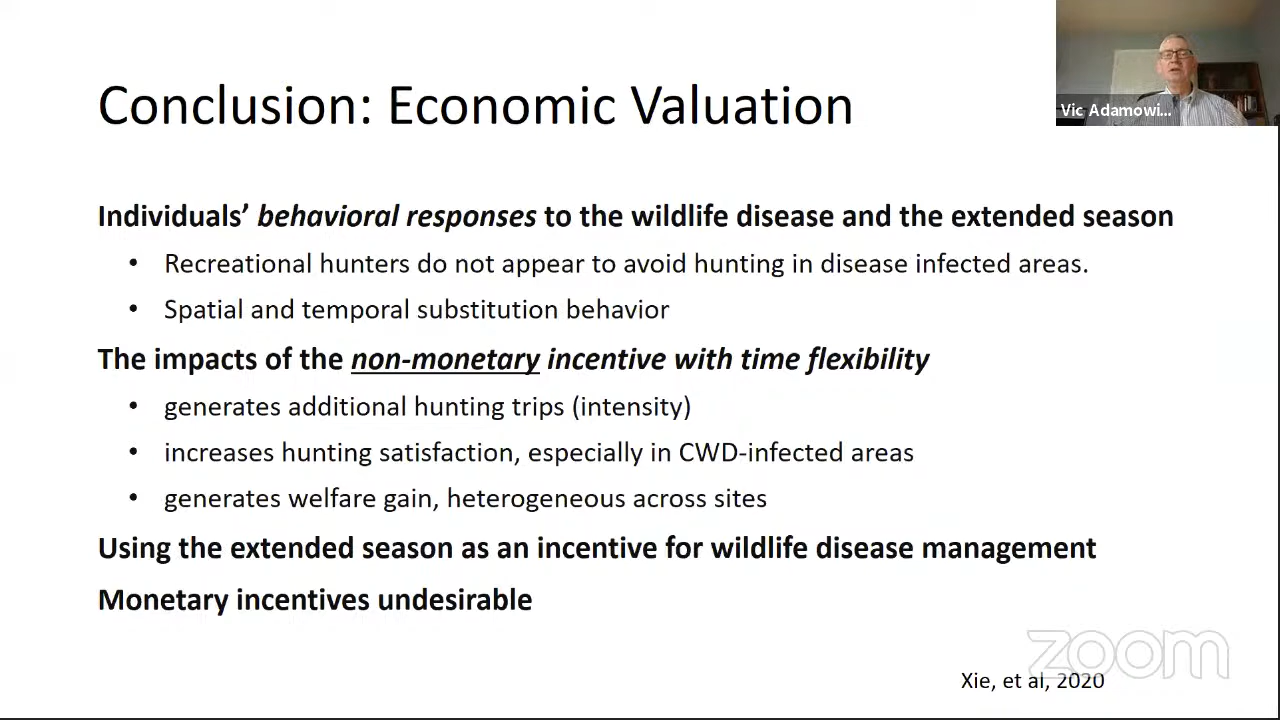 Conclusion: Economic Valuation
Vic Adamowi...
Individuals’ behavioral responses to the wildlife disease and the extended season
• Recreational hunters do not appear to avoid hunting in disease infected areas.
• Spatial and temporal substitution behavior
The impacts of the non-monetary incentive with time flexibility
• generates additional hunting trips (intensity)
• increases hunting satisfaction, especially in CWD-infected areas
• generates welfare gain, heterogeneous across sites
Using the extended season as an incentive for wildlife disease management
Monetary incentives undesirable
zoom
Xie, et al, 2020